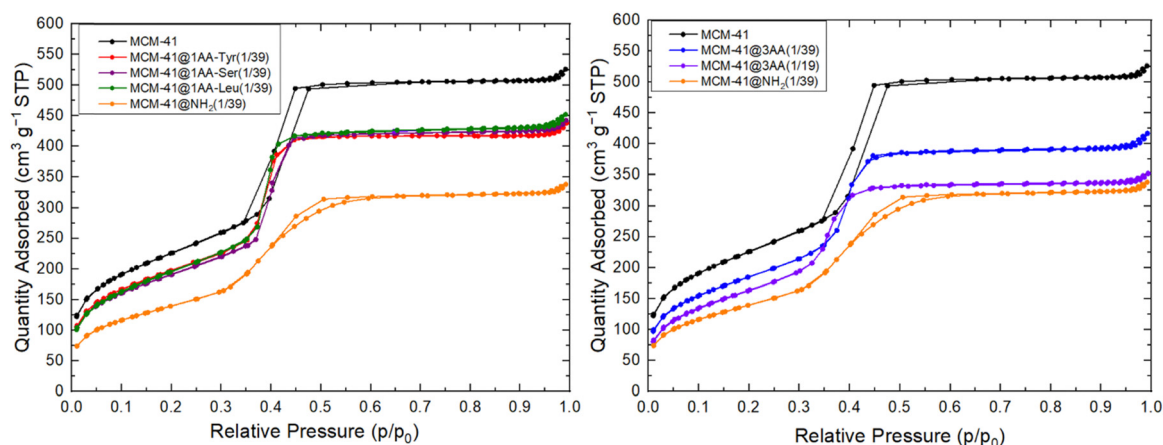 600
550
500
450
400
350
300
250
200
150
100
50
0
Quantity Adsorbed (cm³ g⁻¹ STP)
MCM-41
MCM-41@1AA-Tyr(1/39)
MCM-41@1AA-Ser(1/39)
MCM-41@1AA-Leu(1/39)
MCM-41@NH₂(1/39)
0.0 0.1 0.2 0.3 0.4 0.5 0.6 0.7 0.8 0.9 1.0
Relative Pressure (p/p₀)
600
550
500
450
400
350
300
250
200
150
100
50
0
Quantity Adsorbed (cm³ g⁻¹ STP)
MCM-41
MCM-41@3AA(1/39)
MCM-41@3AA(1/19)
MCM-41@NH₂(1/39)
0.0 0.1 0.2 0.3 0.4 0.5 0.6 0.7 0.8 0.9 1.0
Relative Pressure (p/p₀)